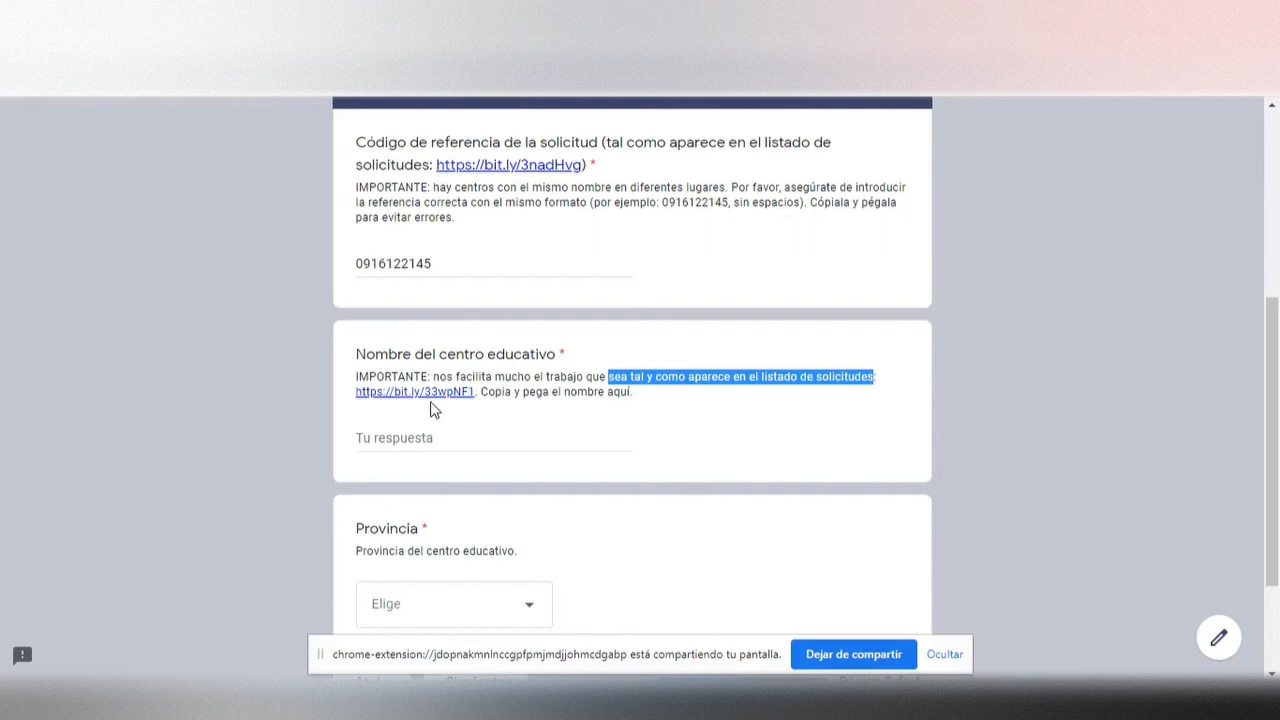 Código de referencia de la solicitud (tal como aparece en el listado de
solicitudes: https://bit.ly/3nadHvg) *
IMPORTANTE: hay centros con el mismo nombre en diferentes lugares. Por favor, asegúrate de introducir
la referencia correcta con el mismo formato (por ejemplo: 0916122145, sin espacios). Cópiala y pégala
para evitar errores.
0916122145
Nombre del centro educativo *
IMPORTANTE: nos facilita mucho el trabajo que sea tal y como aparece en el listado de solicitudes:
https://bit.ly/33wpNF1. Copia y pega el nombre aquí.
Tu respuesta
Provincia *
Provincia del centro educativo.
Elige
chrome-extension://jdopnakmnlnccgpfpmjmdjjohmcdgabp está compartiendo tu pantalla.
Dejar de compartir
Ocultar